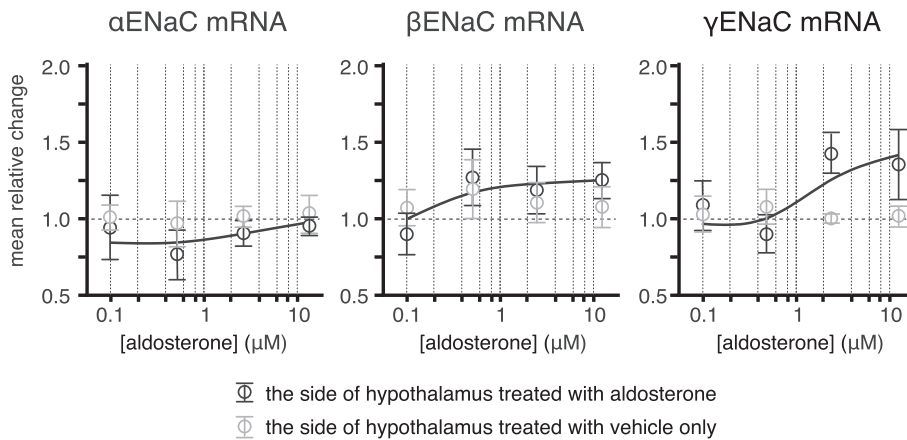 αENaC mRNA
βENaC mRNA
γENaC mRNA
mean relative change
2.0
1.5
1.0
0.5
0.1
1
10
[aldosterone] (μM)
2.0
1.5
1.0
0.5
0.1
1
10
[aldosterone] (μM)
2.0
1.5
1.0
0.5
0.1
1
10
[aldosterone] (μM)
the side of hypothalamus treated with aldosterone
the side of hypothalamus treated with vehicle only